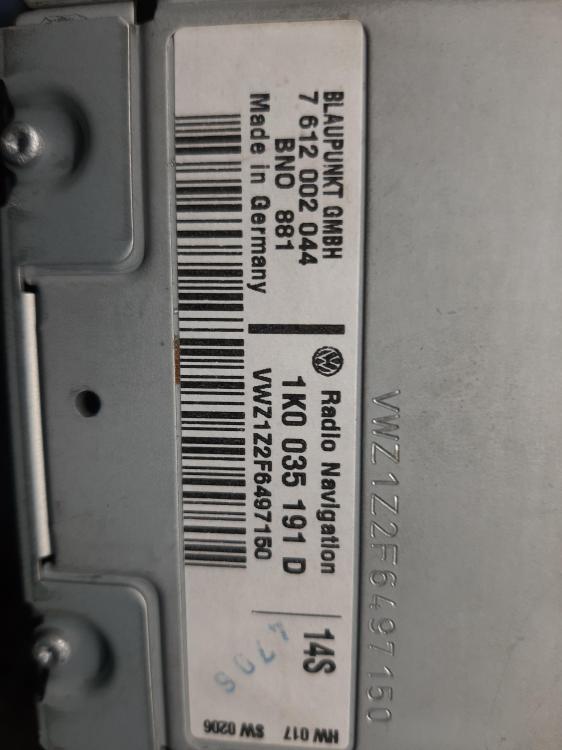 BLAUPUNKT GMBH
7 612 002 044
BNO 881
Made in Germany
Radio Navigation
1K0 035 191 D
VWZ1Z2F6497150
14S
HW 017
SW 0206
VWZ1Z2F6497150